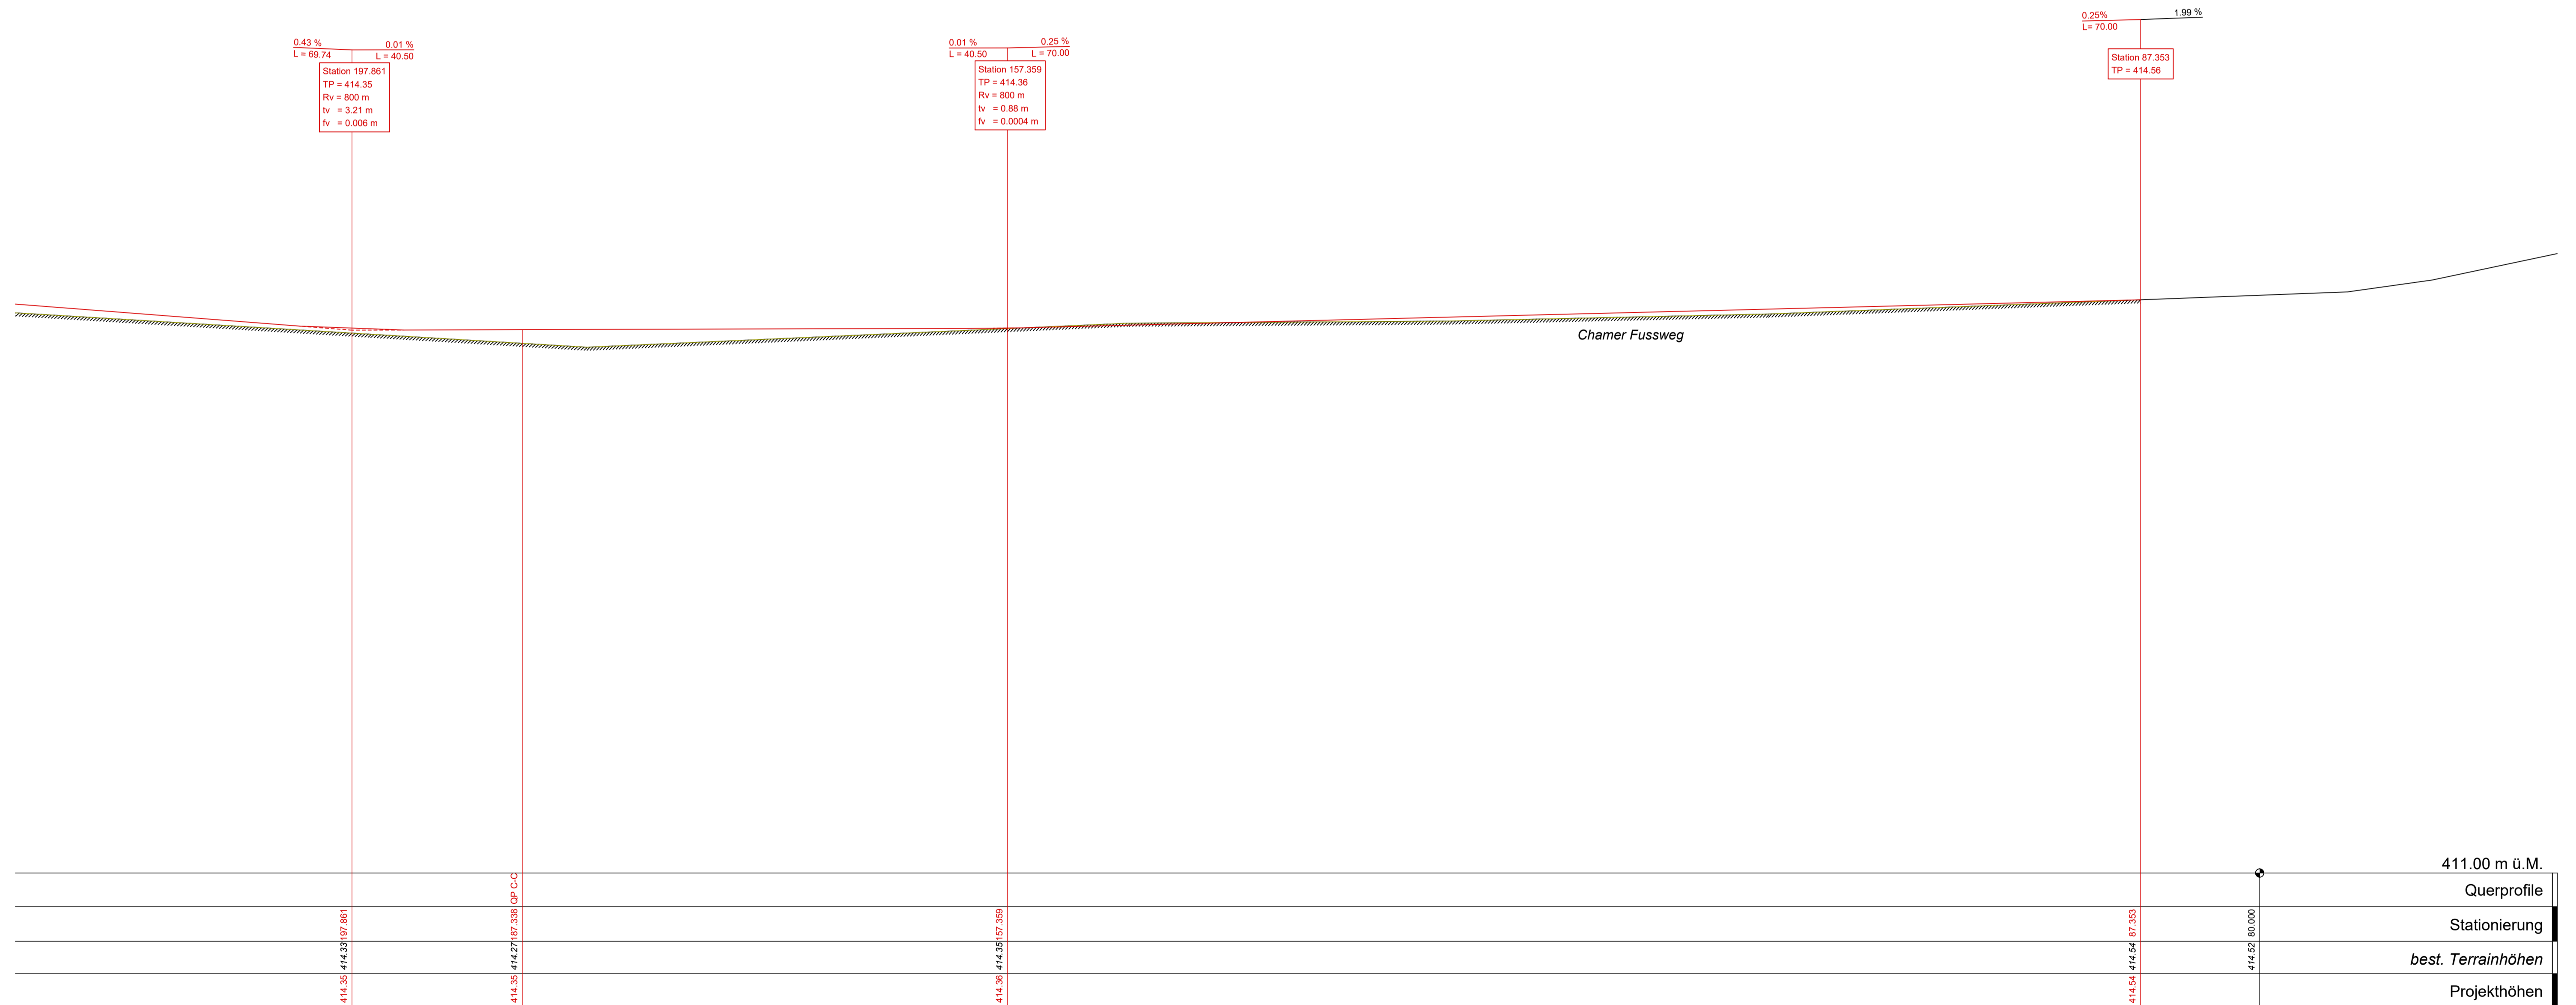 0.43 %
L = 69.74
0.01 %
L = 40.50
Station 197.861
TP = 414.35
Rv = 800 m
tv = 3.21 m
fv = 0.006 m
0.01 %
L = 40.50
0.25 %
L = 70.00
Station 157.359
TP = 414.36
Rv = 800 m
tv = 0.88 m
fv = 0.0004 m
0.25%
L= 70.00
1.99 %
Station 87.353
TP = 414.56
Chamer Fussweg
411.00 m ü.M.
QP C-C
Querprofile
197.861
187.338
157.359
87.353
80.000
Stationierung
414.33
414.27
414.35
414.54
414.52
best. Terrainhöhen
414.35
414.35
414.36
414.54
Projekthöhen